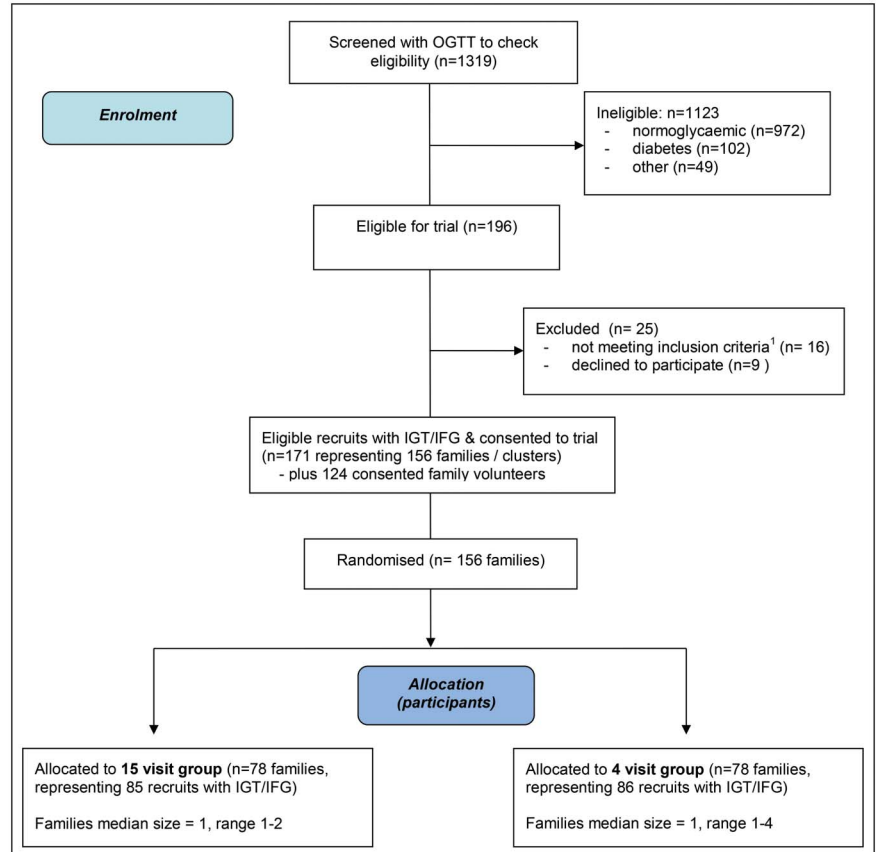 Screened with OGTT to check
eligibility (n=1319)
Enrolment
Ineligible: n=1123
- normoglycaemic (n=972)
- diabetes (n=102)
- other (n=49)
Eligible for trial (n=196)
Excluded (n= 25)
- not meeting inclusion criteria¹ (n= 16)
- declined to participate (n=9 )
Eligible recruits with IGT/IFG & consented to trial
(n=171 representing 156 families / clusters)
- plus 124 consented family volunteers
Randomised (n= 156 families)
Allocation
(participants)
Allocated to 15 visit group (n=78 families,
representing 85 recruits with IGT/IFG)
Families median size = 1, range 1-2
Allocated to 4 visit group (n=78 families,
representing 86 recruits with IGT/IFG)
Families median size = 1, range 1-4